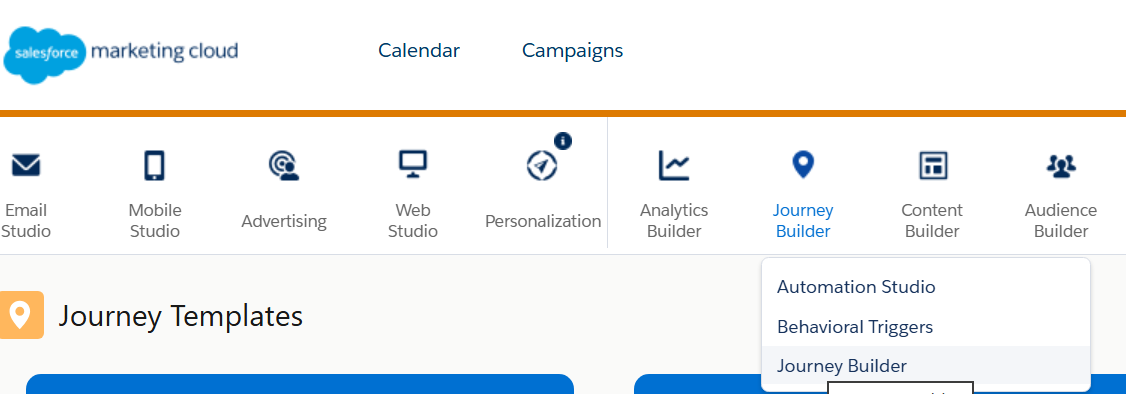 salesforce marketing cloud
Calendar
Campaigns
i
Email
Studio
Mobile
Studio
Advertising
Web
Studio
Personalization
Analytics
Builder
Journey
Builder
Content
Builder
Audience
Builder
Automation Studio
Behavioral Triggers
Journey Builder
Journey Templates